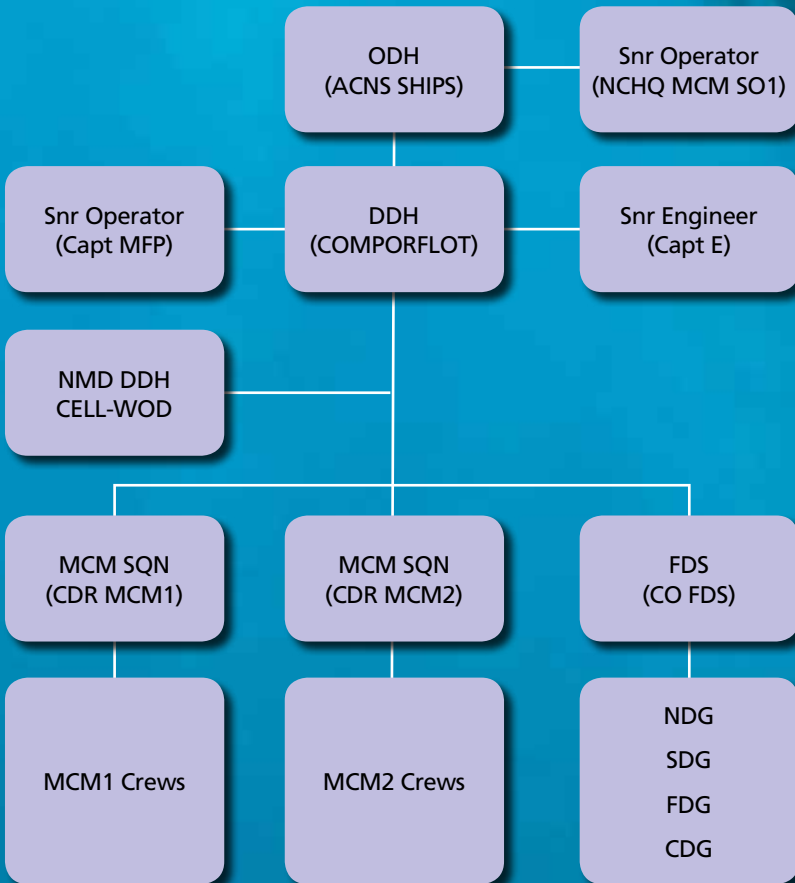 ODH
(ACNS SHIPS)
Snr Operator
(NCHQ MCM SO1)
Snr Operator
(Capt MFP)
DDH
(COMPORFLOT)
Snr Engineer
(Capt E)
NMD DDH
CELL-WOD
MCM SQN
(CDR MCM1)
MCM SQN
(CDR MCM2)
FDS
(CO FDS)
MCM1 Crews
MCM2 Crews
NDG
SDG
FDG
CDG